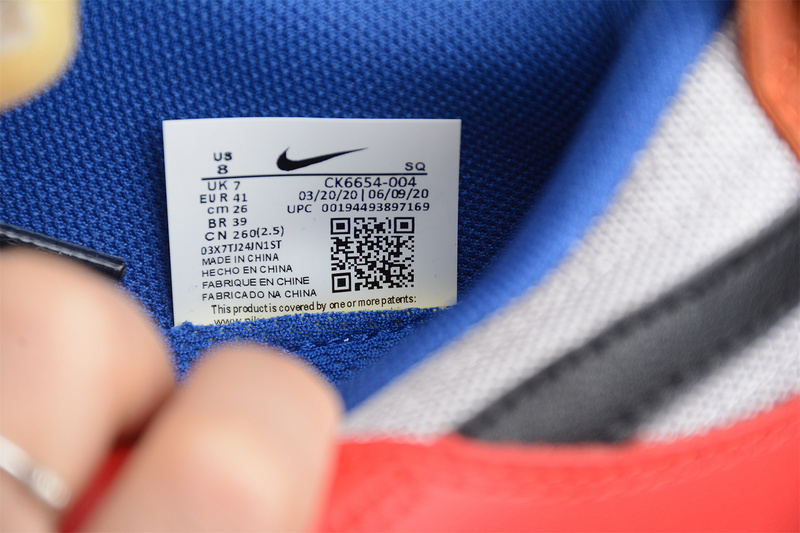 US
8
SQ
UK 7
EUR 41
cm 26
BR 39
CN 260(2.5)
CK6654-004
03/20/20 | 06/09/20
UPC 00194493897169
03X7TJ24JN1ST
MADE IN CHINA
HECHO EN CHINA
FABRIQUE EN CHINE
FABRICADO NA CHINA
This product is covered by one or more patents: